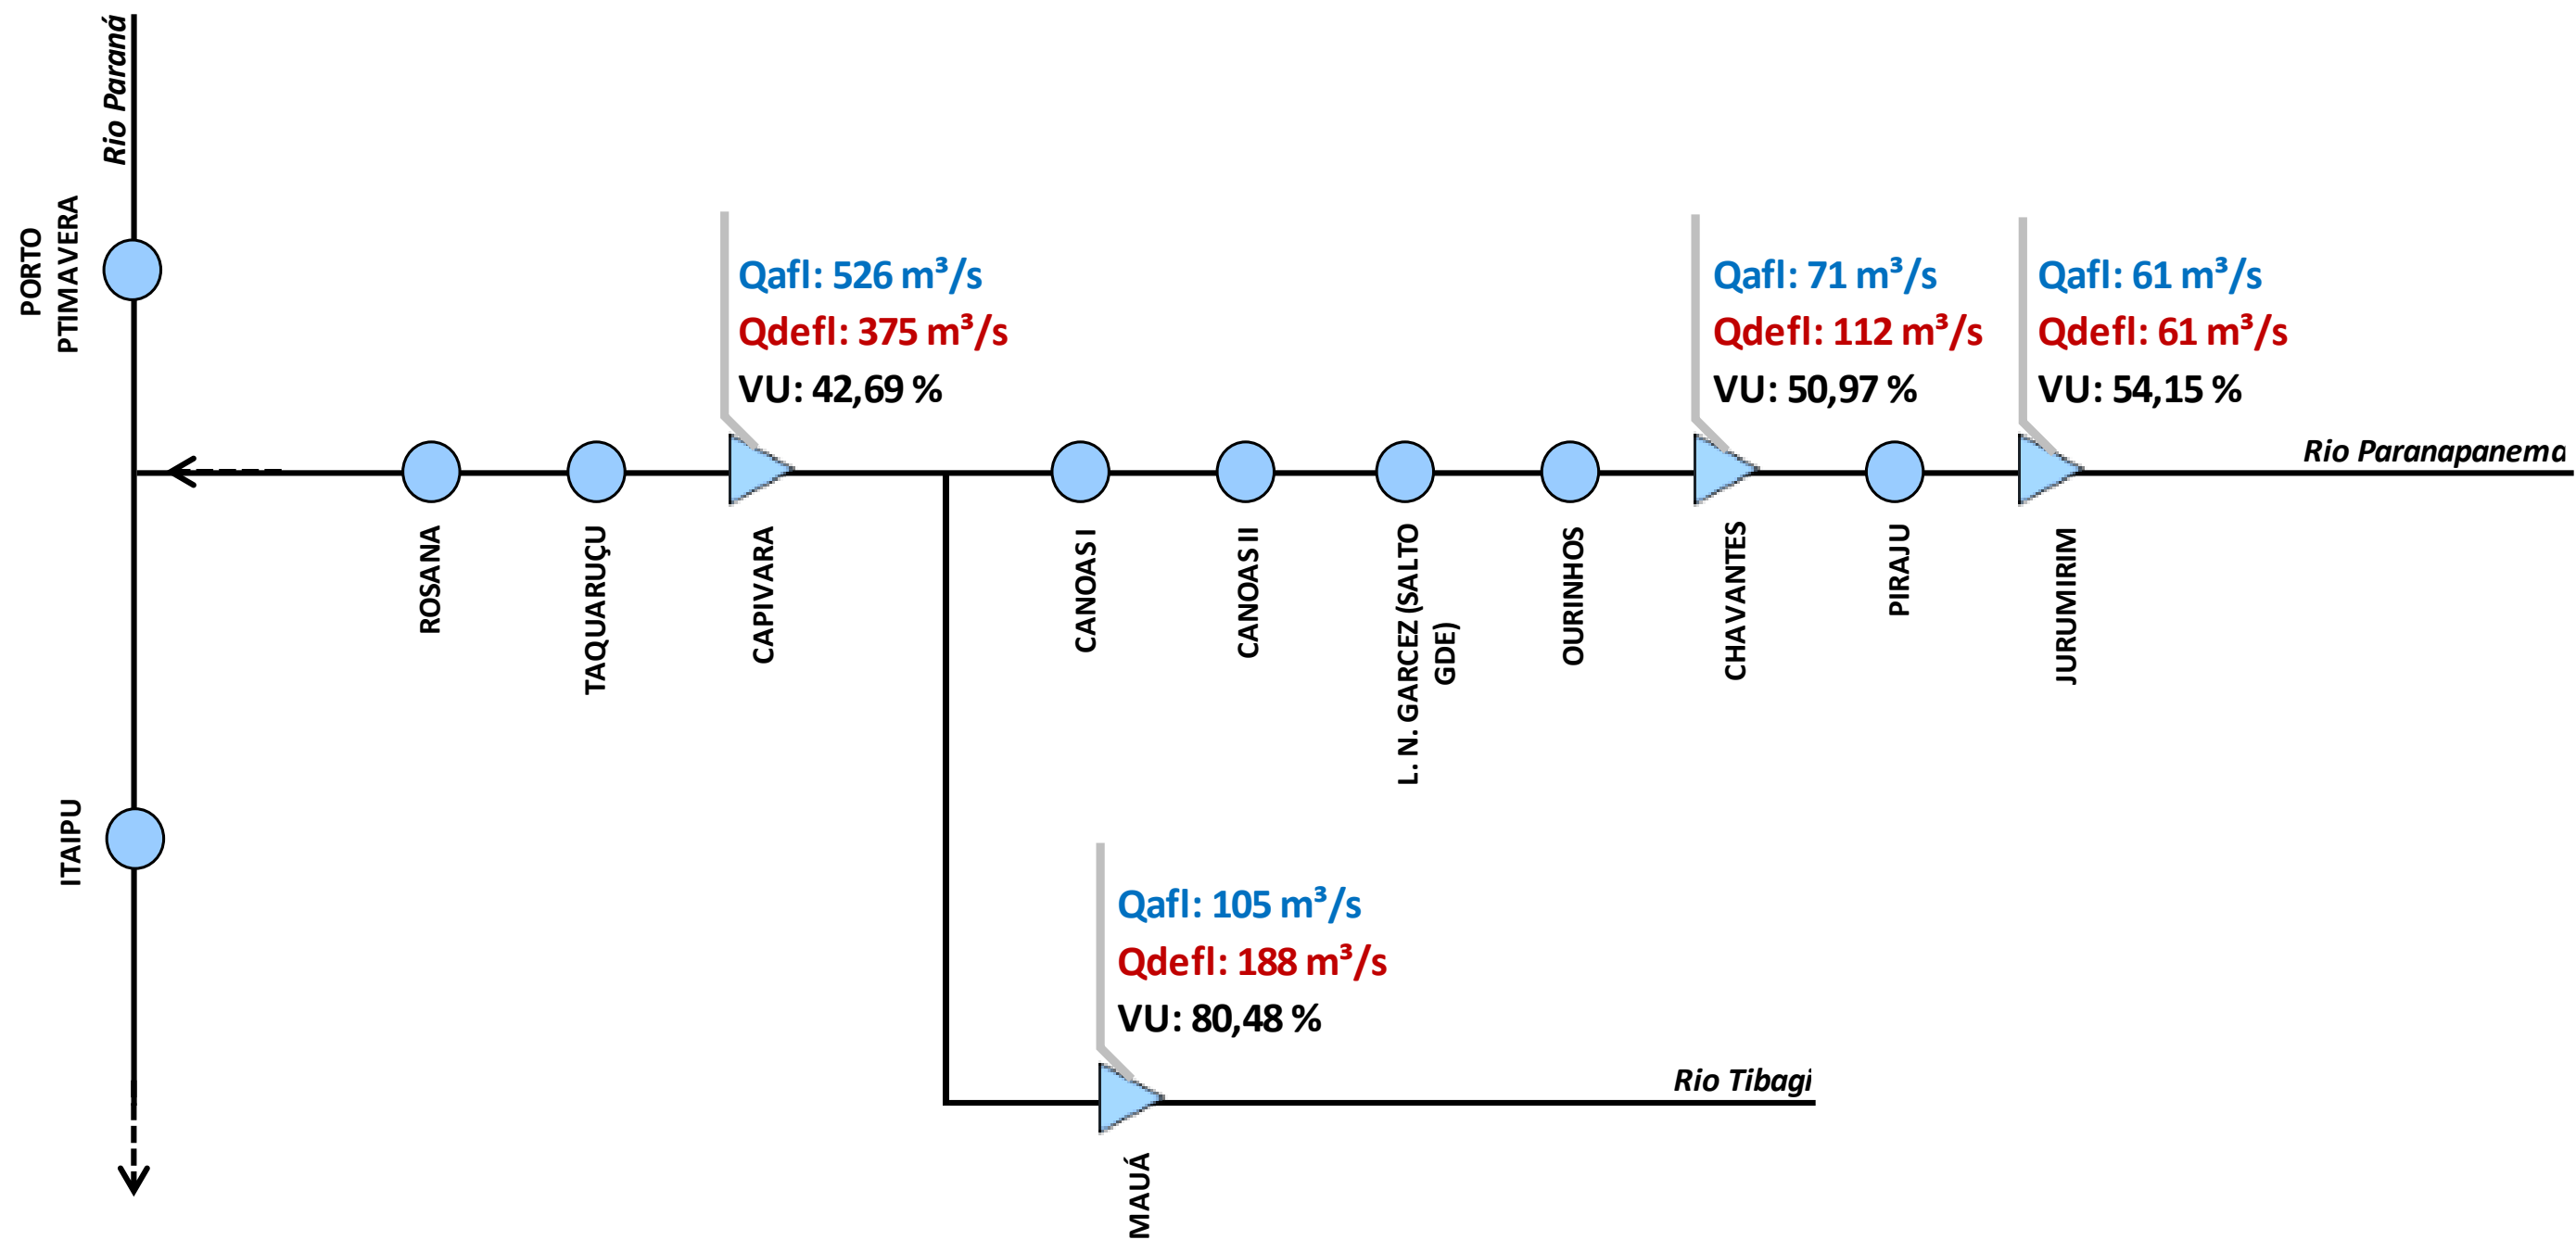 Rio Paraná
PORTO
PTIMAVERA
Qafl: 526 m³/s
Qdefl: 375 m³/s
VU: 42,69 %
Qafl: 71 m³/s
Qdefl: 112 m³/s
VU: 50,97 %
Qafl: 61 m³/s
Qdefl: 61 m³/s
VU: 54,15 %
Rio Paranapanema
ROSANA
TAQUARUÇU
CAPIVARA
CANOAS I
CANOAS II
L. N. GARCEZ (SALTO
GDE)
OURINHOS
CHAVANTES
PIRAJU
JURUMIRIM
ITAIPU
Qafl: 105 m³/s
Qdefl: 188 m³/s
VU: 80,48 %
Rio Tibagi
MAUÁ